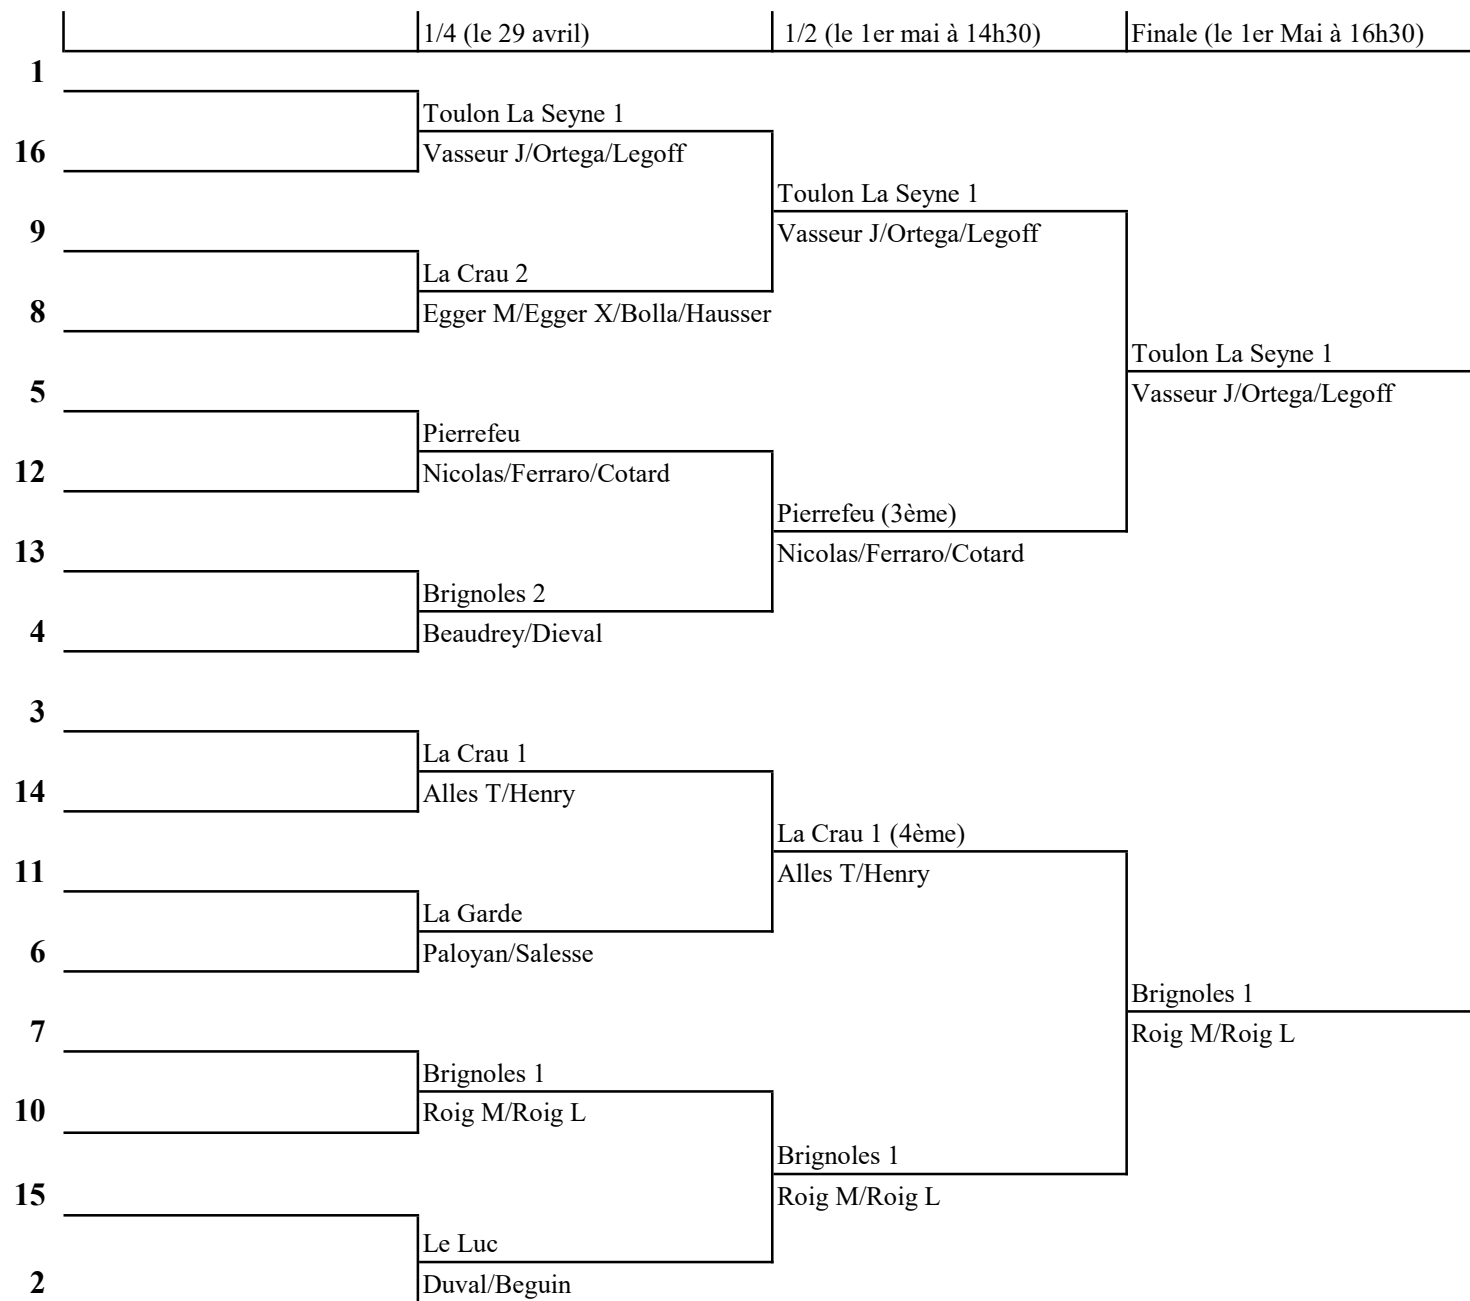 1/4 (le 29 avril)
1/2 (le 1er mai à 14h30)
Finale (le 1er Mai à 16h30)
1
Toulon La Seyne 1
16
Vasseur J/Ortega/Legoff
Toulon La Seyne 1
9
Vasseur J/Ortega/Legoff
La Crau 2
8
Egger M/Egger X/Bolla/Hausser
Toulon La Seyne 1
5
Vasseur J/Ortega/Legoff
Pierrefeu
12
Nicolas/Ferraro/Cotard
Pierrefeu (3ème)
13
Nicolas/Ferraro/Cotard
Brignoles 2
4
Beaudrey/Dieval
3
La Crau 1
14
Alles T/Henry
La Crau 1 (4ème)
11
Alles T/Henry
La Garde
6
Paloyan/Salesse
Brignoles 1
7
Roig M/Roig L
Brignoles 1
10
Roig M/Roig L
Brignoles 1
15
Roig M/Roig L
Le Luc
2
Duval/Beguin